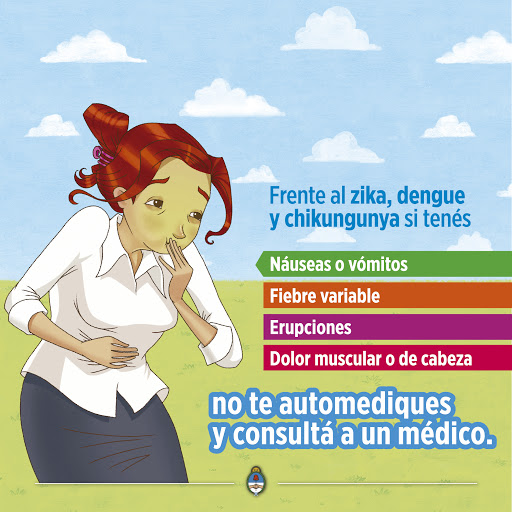 Frente al zika, dengue
y chikungunya si tenés
Náuseas o vómitos
Fiebre variable
Erupciones
Dolor muscular o de cabeza
no te automediques
y consultá a un médico.